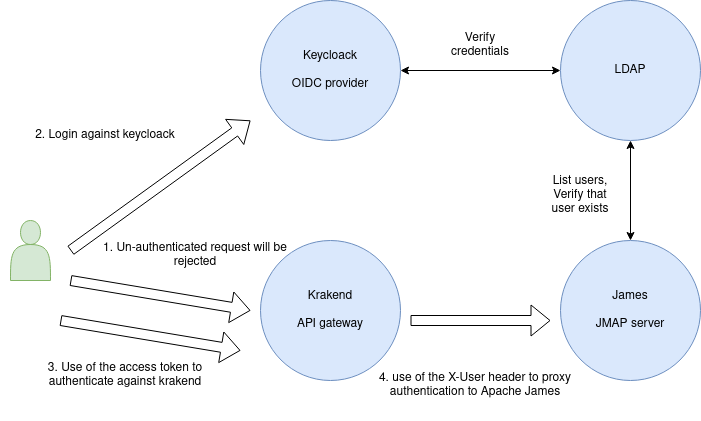 Keycloack
OIDC provider
Verify
credentials
LDAP
2. Login against keycloack
List users,
Verify that
user exists
1. Un-authenticated request will be
rejected
Krakend
API gateway
James
JMAP server
3. Use of the access token to
authenticate against krakend
4. use of the X-User header to proxy
authentication to Apache James